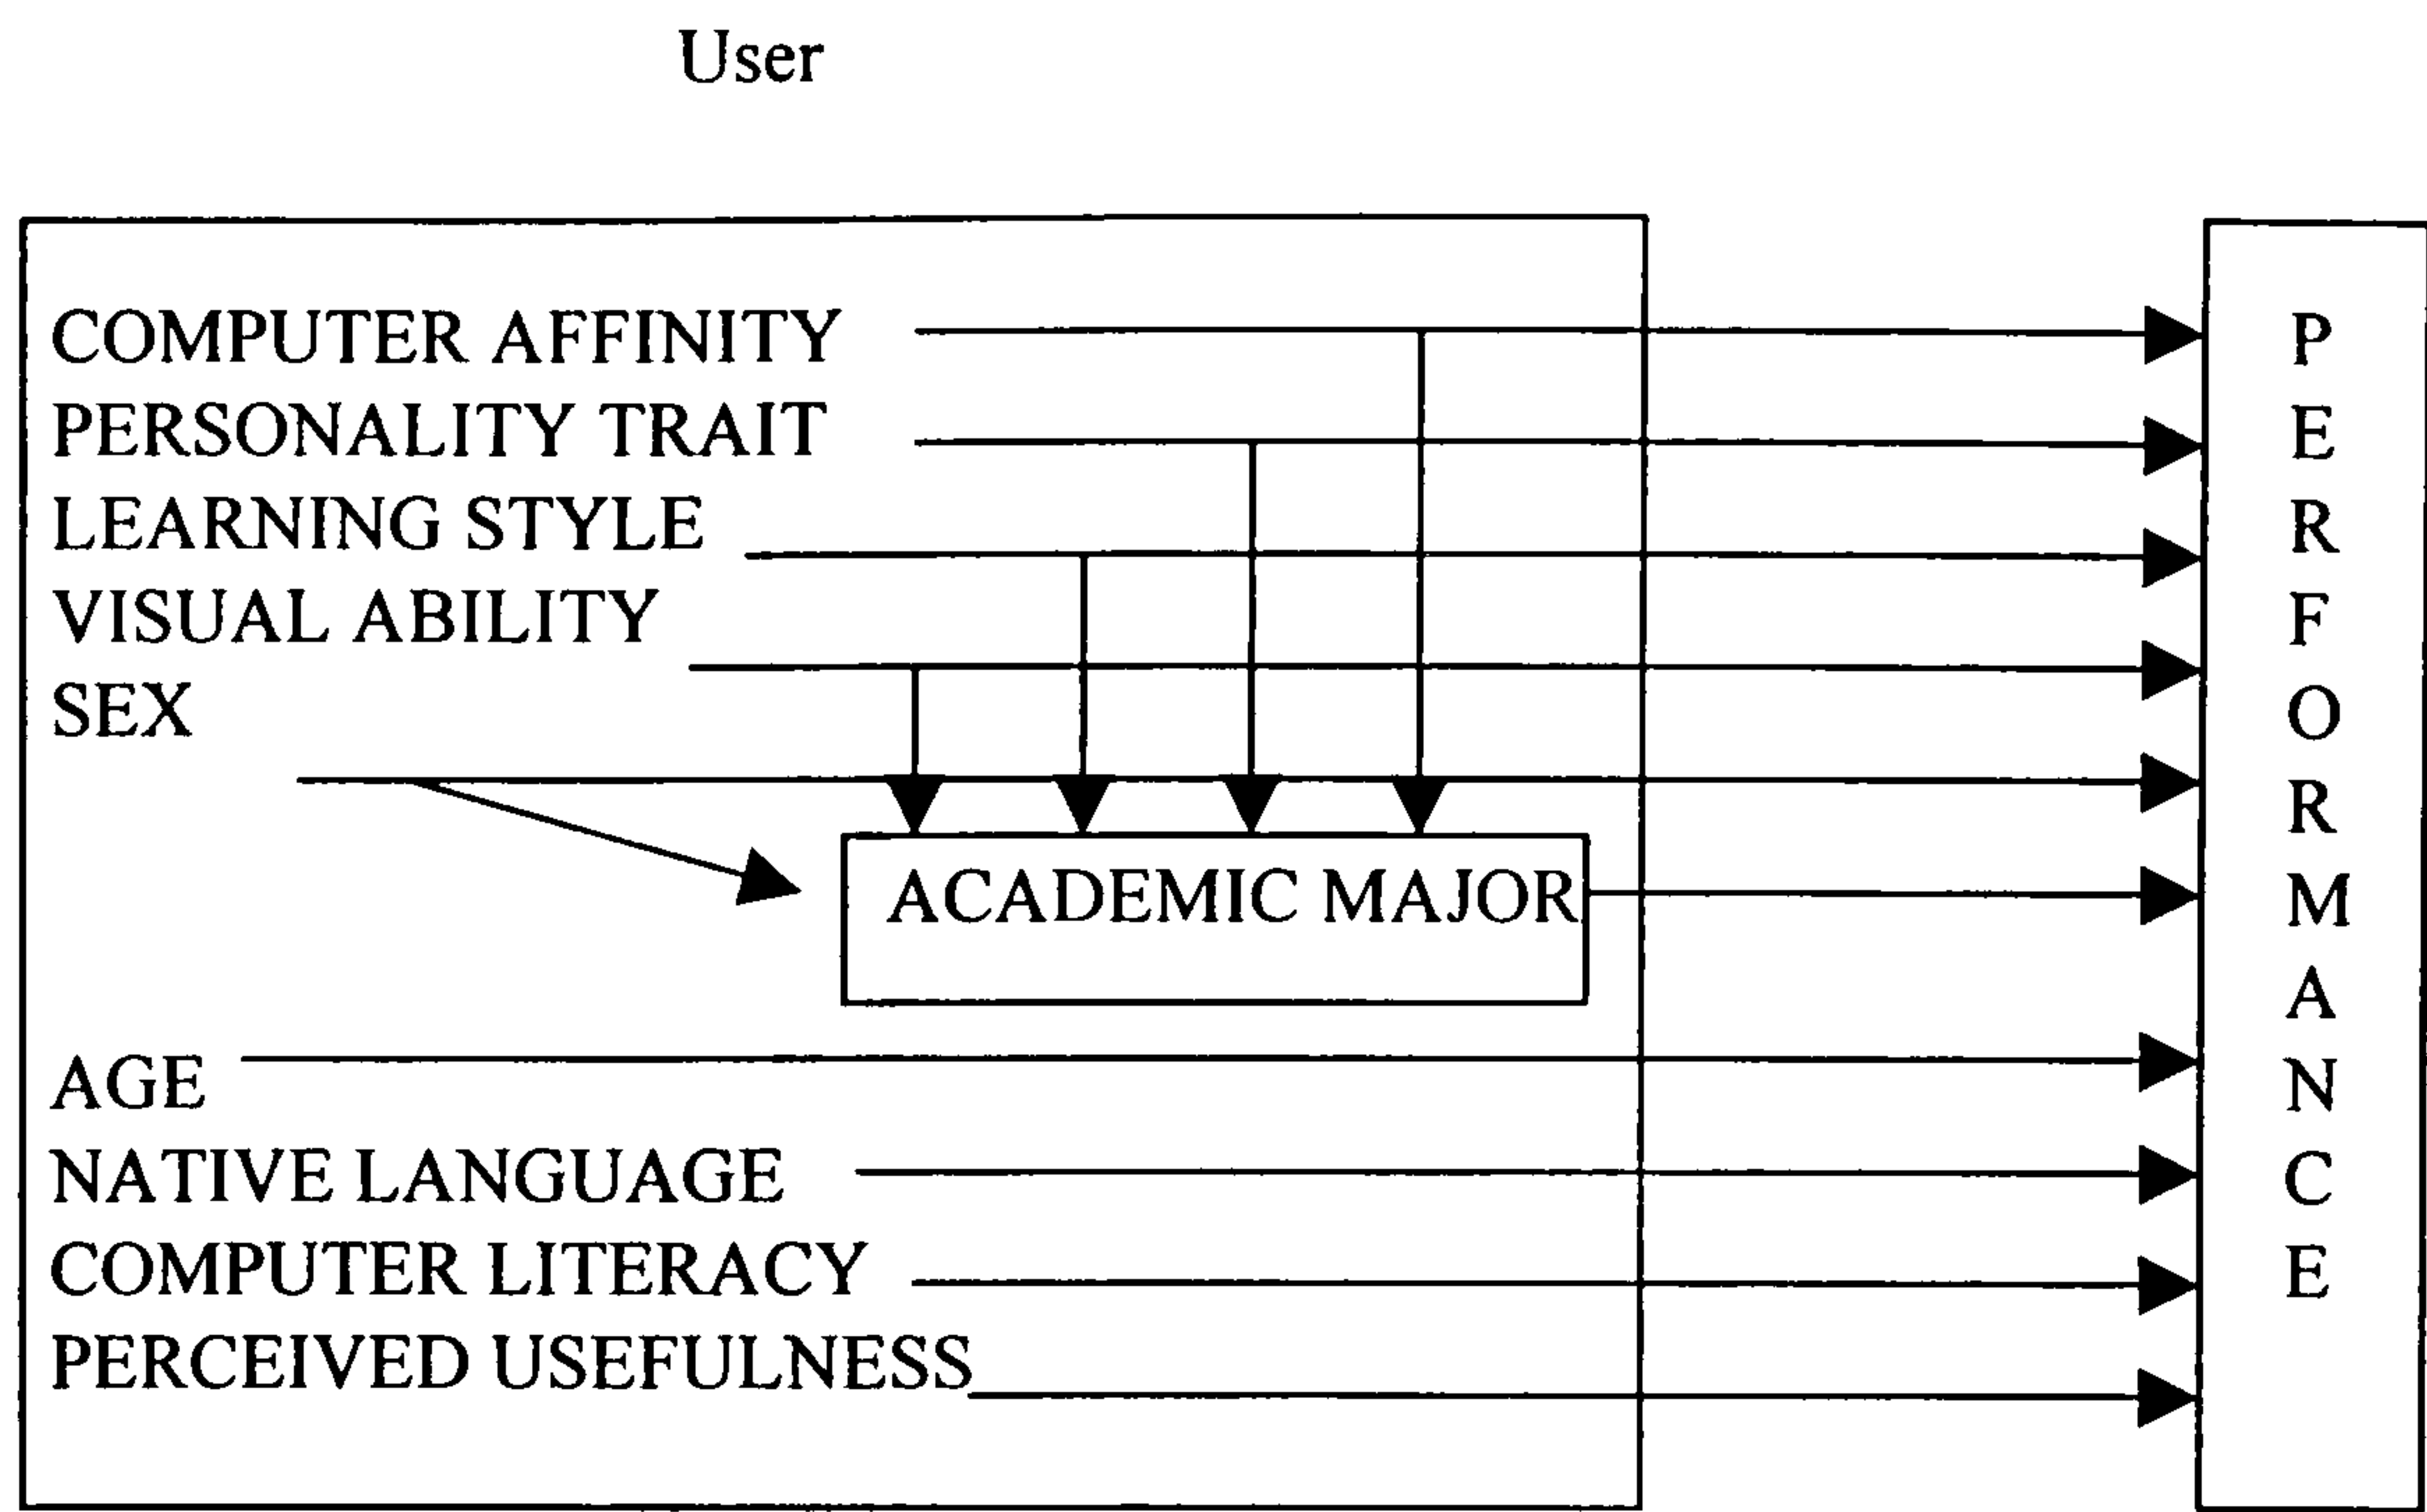 User
COMPUTER AFFINITY
PERSONALITY TRAIT
LEARNING STYLE
VISUAL ABILITY
SEX
ACADEMIC MAJOR
AGE
NATIVE LANGUAGE
COMPUTER LITERACY
PERCEIVED USEFULNESS
P
E
R
F
O
R
M
A
N
C
E